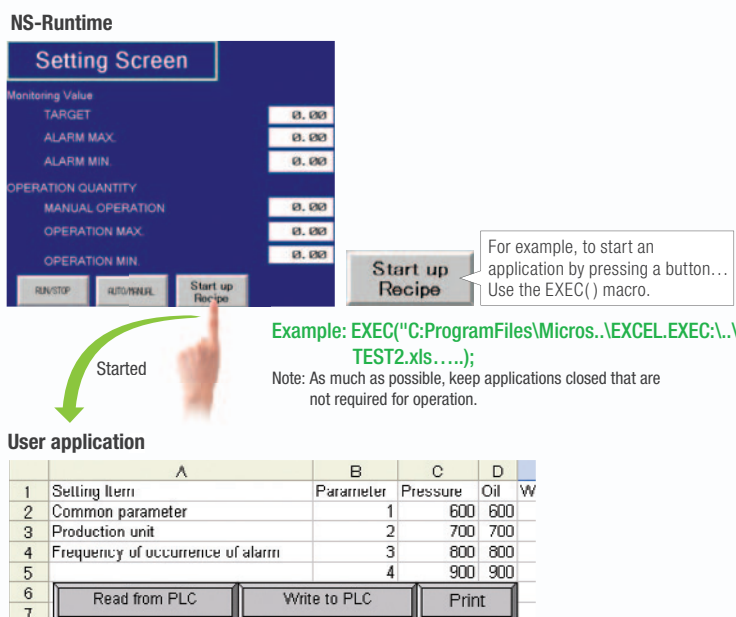 NS-Runtime
Setting Screen
Monitoring Value
TARGET 0.00
ALARM MAX. 0.00
ALARM MIN. 0.00
OPERATION QUANTITY
MANUAL OPERATION 0.00
OPERATION MAX. 0.00
OPERATION MIN. 0.00
RUN/STOP AUTO/MANUAL Start up
Recipe
Start up
Recipe
For example, to start an
application by pressing a button…
Use the EXEC( ) macro.
Example: EXEC("C:ProgramFiles\Micros..\EXCEL.EXEC:\..\
TEST2.xls…..);
Note: As much as possible, keep applications closed that are
not required for operation.
Started
User application
A B C D
1 Setting Item Parameter Pressure Oil W
2 Common parameter 1 600 600
3 Production unit 2 700 700
4 Frequency of occurrence of alarm 3 800 800
5 4 900 900
6 Read from PLC Write to PLC Print
7